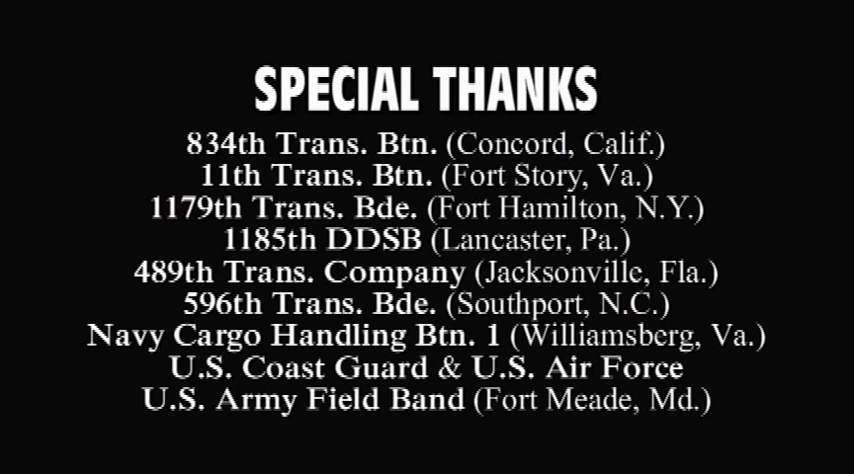 SPECIAL THANKS
834th Trans. Btn. (Concord, Calif.)
11th Trans. Btn. (Fort Story, Va.)
1179th Trans. Bde. (Fort Hamilton, N.Y.)
1185th DDSB (Lancaster, Pa.)
489th Trans. Company (Jacksonville, Fla.)
596th Trans. Bde. (Southport, N.C.)
Navy Cargo Handling Btn. 1 (Williamsberg, Va.)
U.S. Coast Guard & U.S. Air Force
U.S. Army Field Band (Fort Meade, Md.)